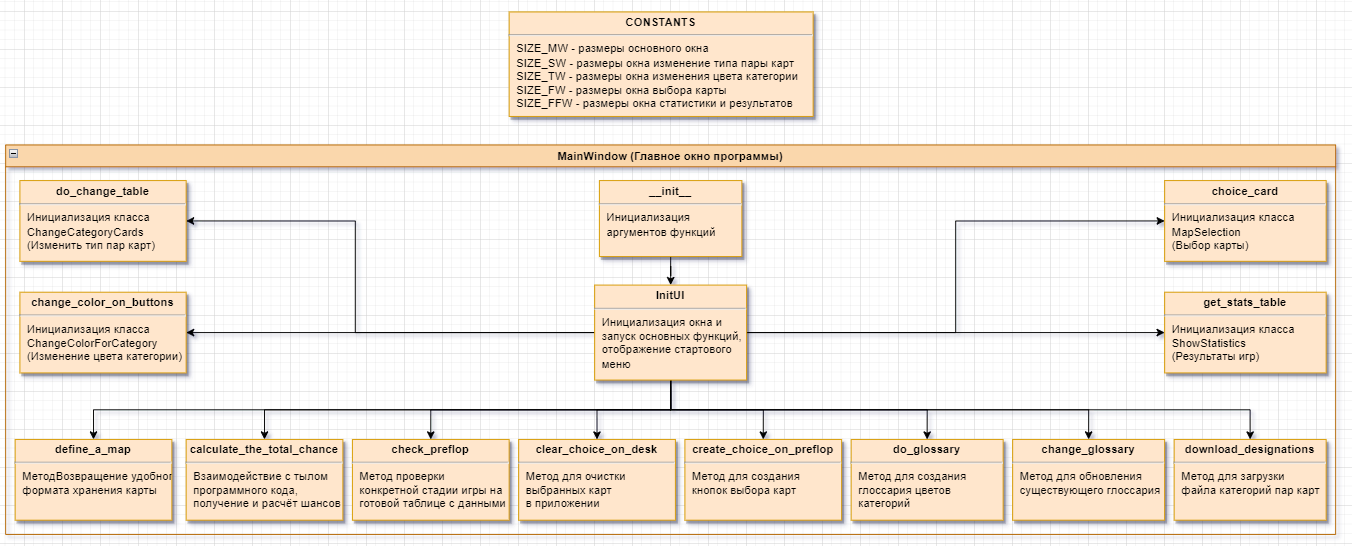 CONSTANTS
SIZE_MW - размеры основного окна
SIZE_SW - размеры окна изменение типа пары карт
SIZE_TW - размеры окна изменения цвета категории
SIZE_FW - размеры окна выбора карты
SIZE_FFW - размеры окна статистики и результатов
MainWindow (Главное окно программы)
do_change_table
Инициализация класса
ChangeCategoryCards
(Изменить тип пар карт)
__init__
Инициализация
аргументов функций
choice_card
Инициализация класса
MapSelection
(Выбор карты)
change_color_on_buttons
Инициализация класса
ChangeColorForCategory
(Изменение цвета категории)
InitUI
Инициализация окна и
запуск основных функций,
отображение стартового
меню
get_stats_table
Инициализация класса
ShowStatistics
(Результаты игр)
define_a_map
МетодВозвращение удобног
формата хранения карты
calculate_the_total_chance
Взаимодействие с тылом
программного кода,
получение и расчёт шансов
check_preflop
Метод проверки
конкретной стадии игры на
готовой таблице с данными
clear_choice_on_desk
Метод для очистки
выбранных карт
в приложении
create_choice_on_preflop
Метод для создания
кнопок выбора карт
do_glossary
Метод для создания
глоссария цветов
категорий
change_glossary
Метод для обновления
существующего глоссария
download_designations
Метод для загрузки
файла категорий пар карт